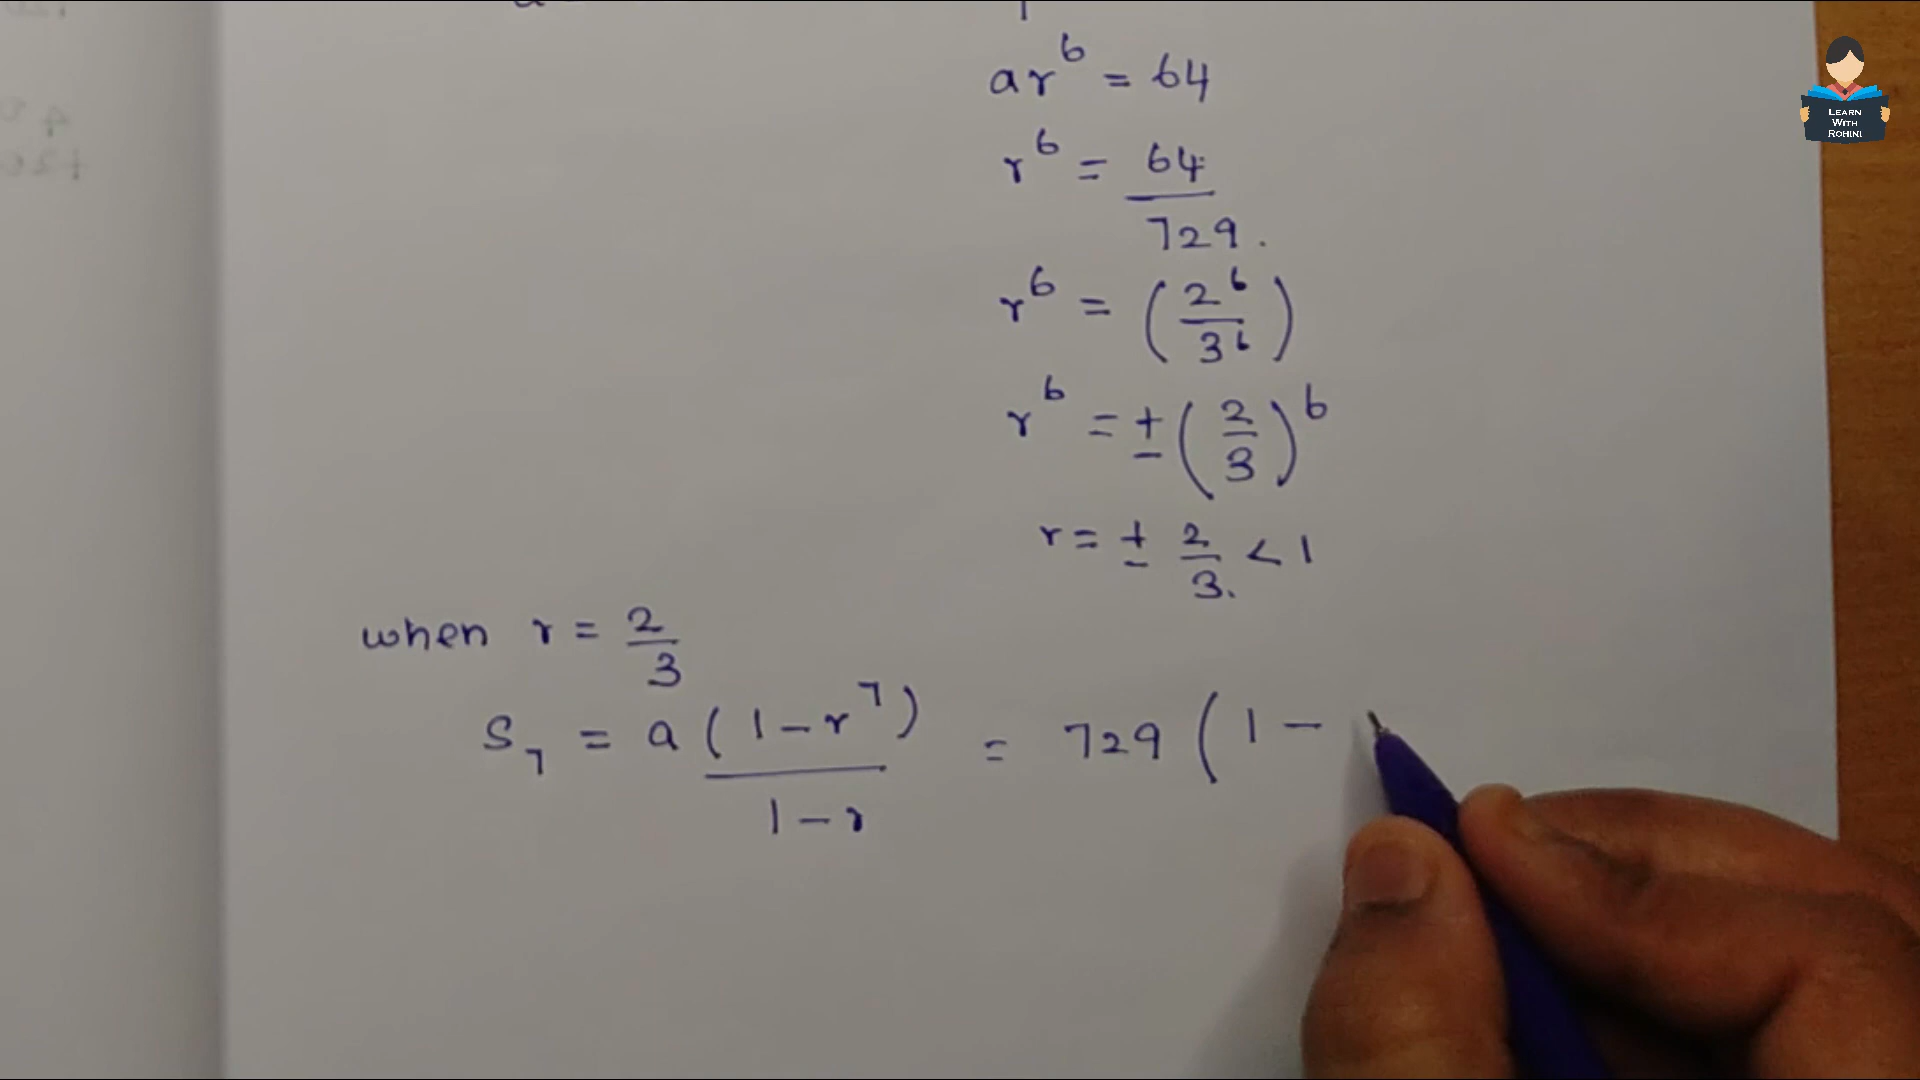 ar^6 = 64
r^6 = 64/729.
r^6 = (2^6/3^6)
r^6 = ± (2/3)^6
r = ± 2/3. < 1
when r = 2/3
S_7 = a(1-r^7)/1-r = 729 (1 -
LEARN
WITH
ROHINI